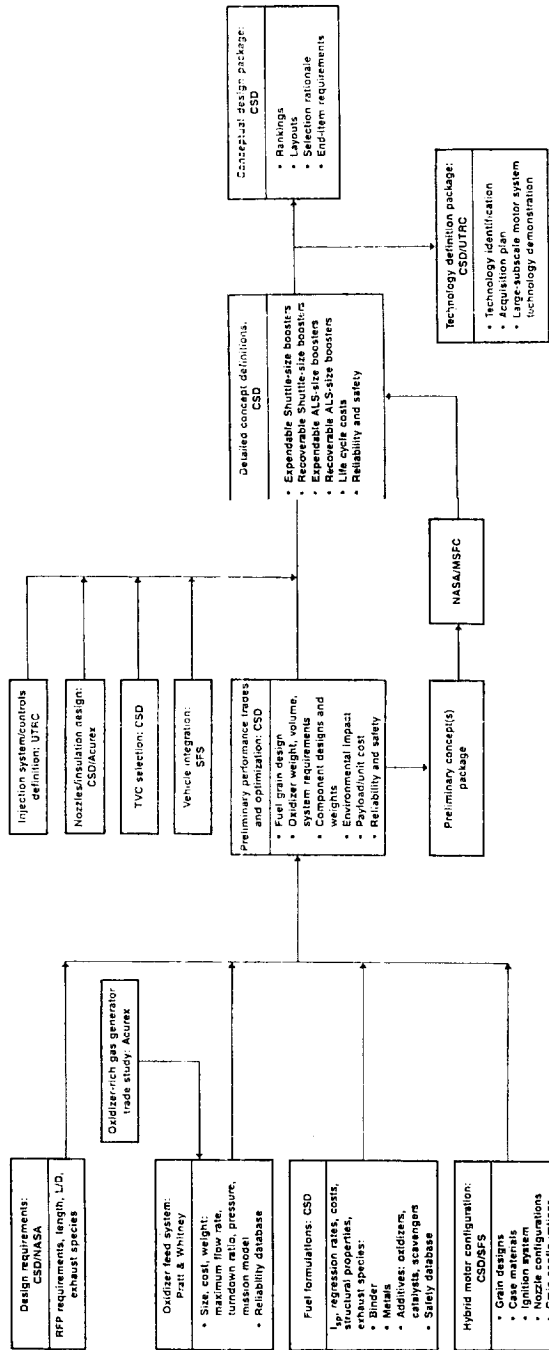 Design requirements:
CSD/NASA
RFP requirements, length, L/D,
exhaust species
Oxidizer-rich gas generator
trade study: Acurex
Oxidizer feed system:
Pratt & Whitney
• Size, cost, weight:
maximum flow rate,
turndown ratio, pressure,
mission model
• Reliability database
Fuel formulations: CSD
Isp, regression rates, costs,
structural properties,
exhaust species:
• Binder
• Metals
• Additives: oxidizers,
catalysts, scavengers
• Safety database
Hybrid motor configuration:
CSD/SFS
• Grain designs
• Case materials
• Ignition system
• Nozzle configurations
Injection system/controls
definition: UTRC
Nozzles/insulation design:
CSD/Acurex
TVC selection: CSD
Vehicle integration:
SFS
Preliminary performance trades
and optimization: CSD
• Fuel grain design
• Oxidizer weight, volume,
system requirements
• Component designs and
weights
• Environmental impact
• Payload/unit cost
• Reliability and safety
Preliminary concept(s)
package
NASA/MSFC
Detailed concept definitions,
CSD
• Expendable Shuttle-size boosters
• Recoverable Shuttle-size boosters
• Expendable ALS-size boosters
• Recoverable ALS-size boosters
• Life cycle costs
• Reliability and safety
Conceptual design package:
CSD
• Rankings
• Layouts
• Selection rationale
• End-item requirements
Technology definition package:
CSD/UTRC
• Technology identification
• Acquisition plan
• Large-subscale motor system
technology demonstration